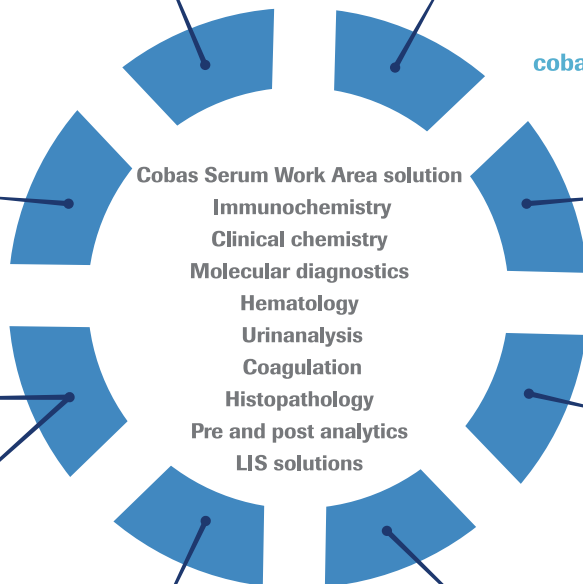 coba
Cobas Serum Work Area solution
Immunochemistry
Clinical chemistry
Molecular diagnostics
Hematology
Urinanalysis
Coagulation
Histopathology
Pre and post analytics
LIS solutions